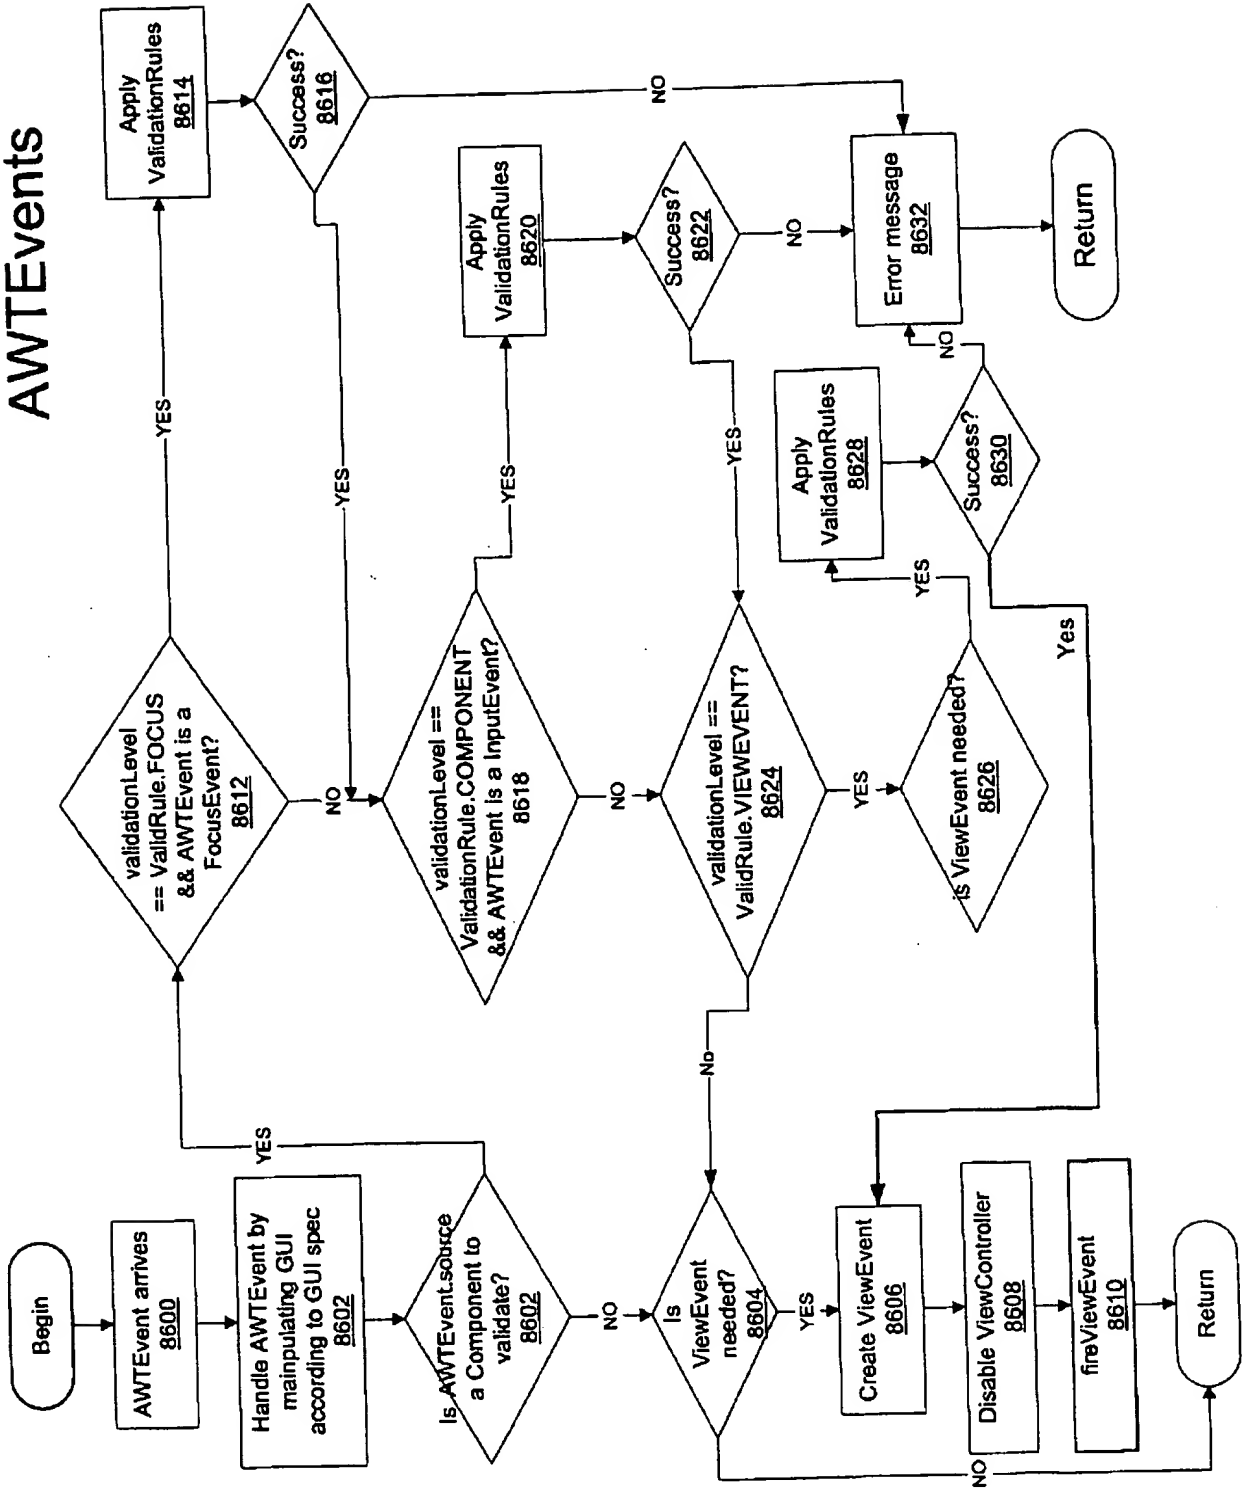 AWTEvents
Begin
AWTEvent arrives
8600
Handle AWTEvent by
mainpulating GUI
according to GUI spec
8602
Is AWTEvent.source
a Component to
validate?
8602
YES
NO
Is
ViewEvent
needed?
8604
YES
NO
Create ViewEvent
8606
Disable ViewController
8608
fireViewEvent
8610
Return
validationLevel
== ValidRule.FOCUS
&& AWTEvent is a
FocusEvent?
8612
YES
NO
Apply
ValidationRules
8614
Success?
8616
YES
NO
validationLevel ==
ValidationRule.COMPONENT
&& AWTEvent is a InputEvent?
8618
YES
NO
Apply
ValidationRules
8620
Success?
8622
YES
NO
validationLevel ==
ValidRule.VIEWEVENT?
8624
No
YES
is ViewEvent needed?
8626
YES
Apply
ValidationRules
8628
Success?
8630
NO
Yes
Error message
8632
Return